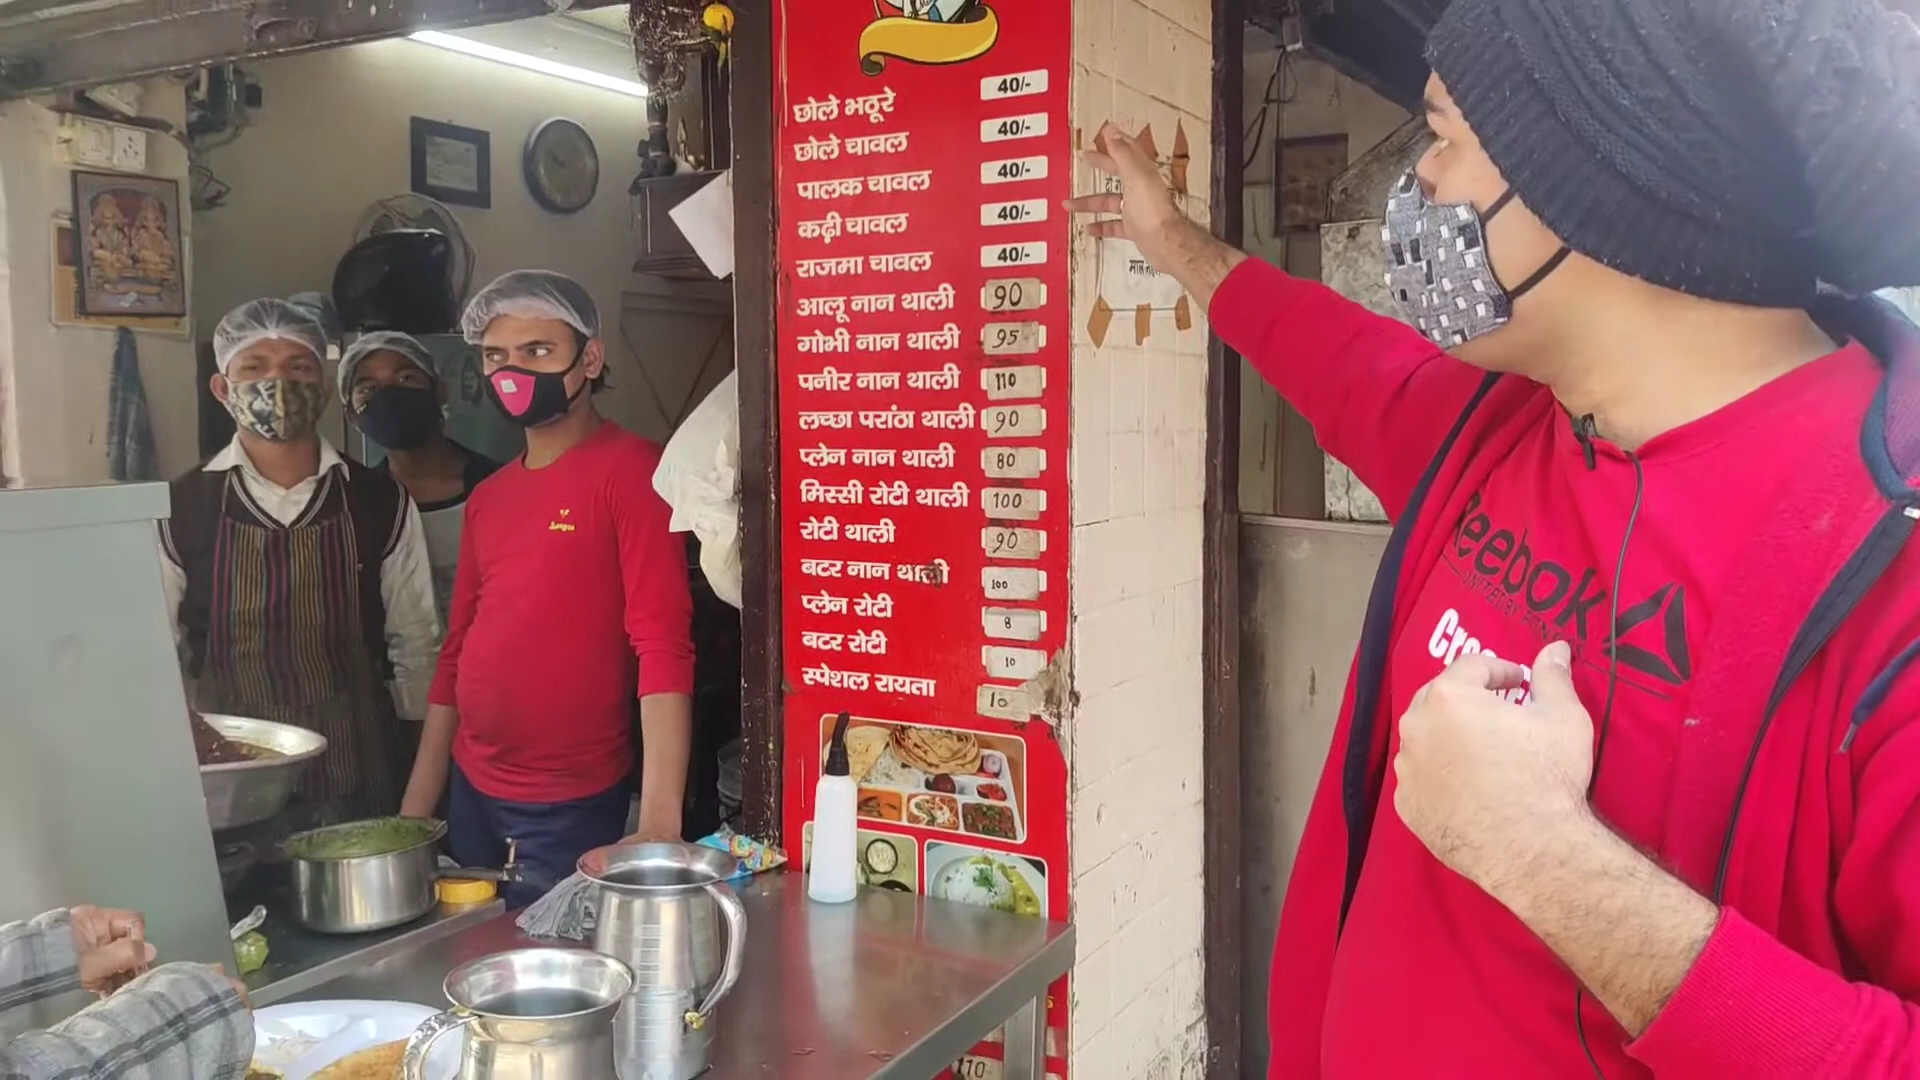 छोले भठूरे 40/-
छोले चावल 40/-
पालक चावल 40/-
कढ़ी चावल 40/-
राजमा चावल 40/-
आलू नान थाली 90
गोभी नान थाली 95
पनीर नान थाली 110
लच्छा परांठा थाली 90
प्लेन नान थाली 80
मिस्सी रोटी थाली 100
रोटी थाली 90
बटर नान थाली 100
प्लेन रोटी 8
बटर रोटी 10
स्पेशल रायता 10
110
Reebok